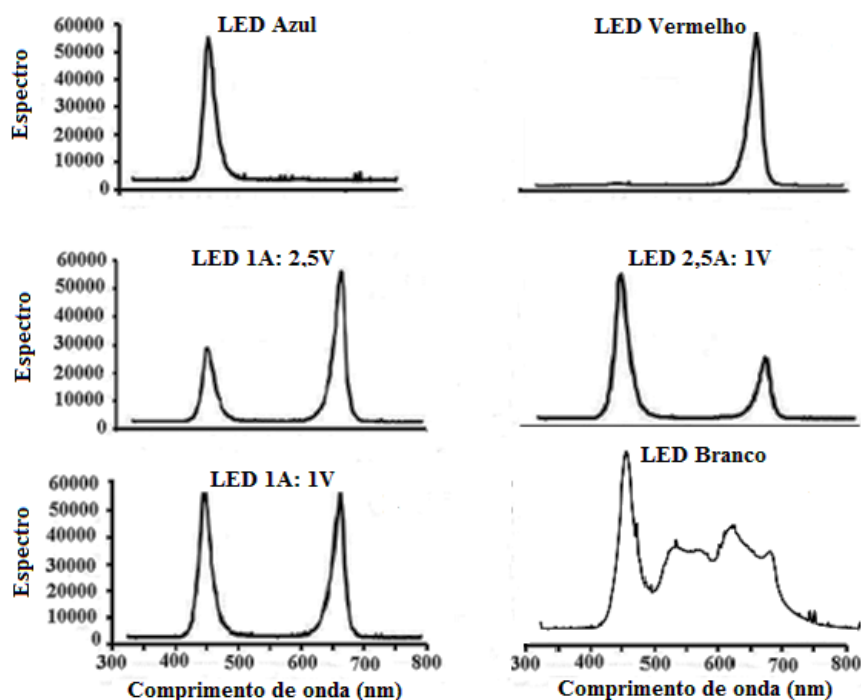 LED Azul
LED Vermelho
Espectro
60000
50000
40000
30000
20000
10000
0
LED 1A: 2,5V
LED 2,5A: 1V
Espectro
60000
50000
40000
30000
20000
10000
0
LED 1A: 1V
LED Branco
Espectro
60000
50000
40000
30000
20000
10000
0
300 400 500 600 700 800
300 400 500 600 700 800
Comprimento de onda (nm)
Comprimento de onda (nm)